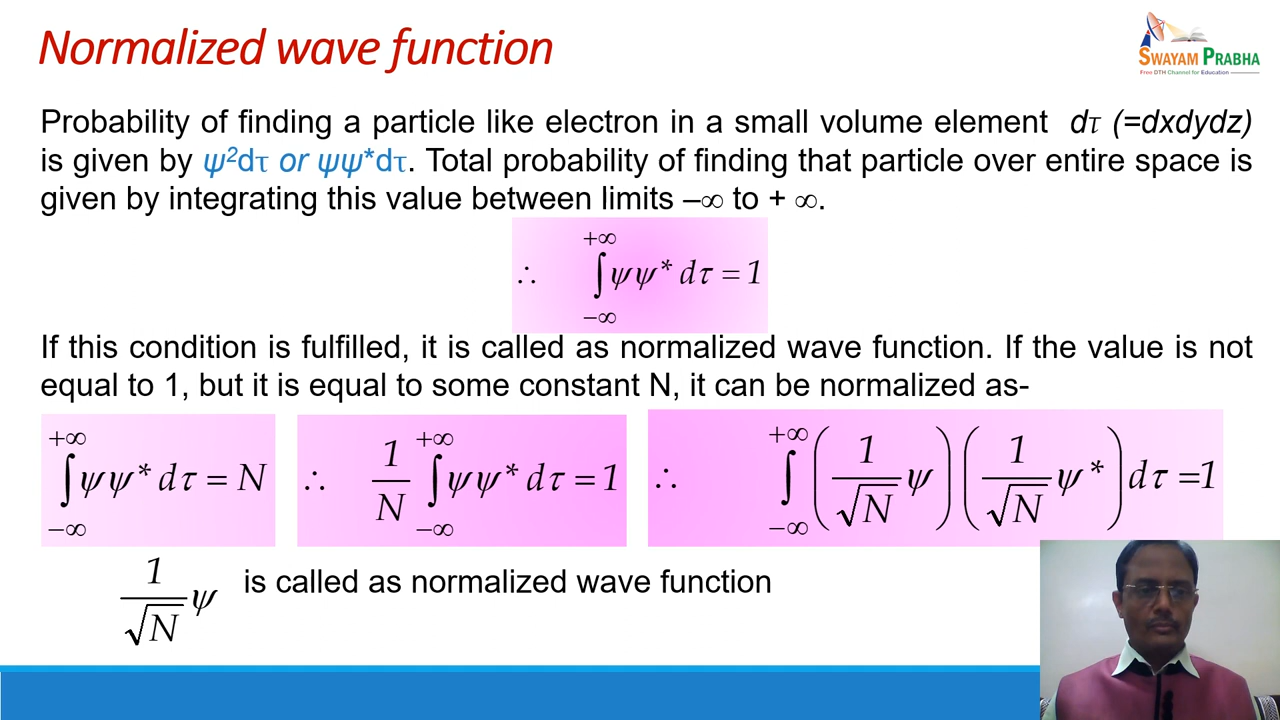 Normalized wave function
SWAYAM PRABHA
Free DTH Channel for Education
Probability of finding a particle like electron in a small volume element dτ (=dxdydz)
is given by ψ²dτ or ψψ*dτ. Total probability of finding that particle over entire space is
given by integrating this value between limits –∞ to + ∞.
∴ ∫_{−∞}^{+∞} ψψ* dτ = 1
If this condition is fulfilled, it is called as normalized wave function. If the value is not
equal to 1, but it is equal to some constant N, it can be normalized as-
∫_{−∞}^{+∞} ψψ* dτ = N ∴ 1/N ∫_{−∞}^{+∞} ψψ* dτ = 1 ∴ ∫_{−∞}^{+∞} (1/√N ψ) (1/√N ψ*) dτ =1
1/√N ψ is called as normalized wave function